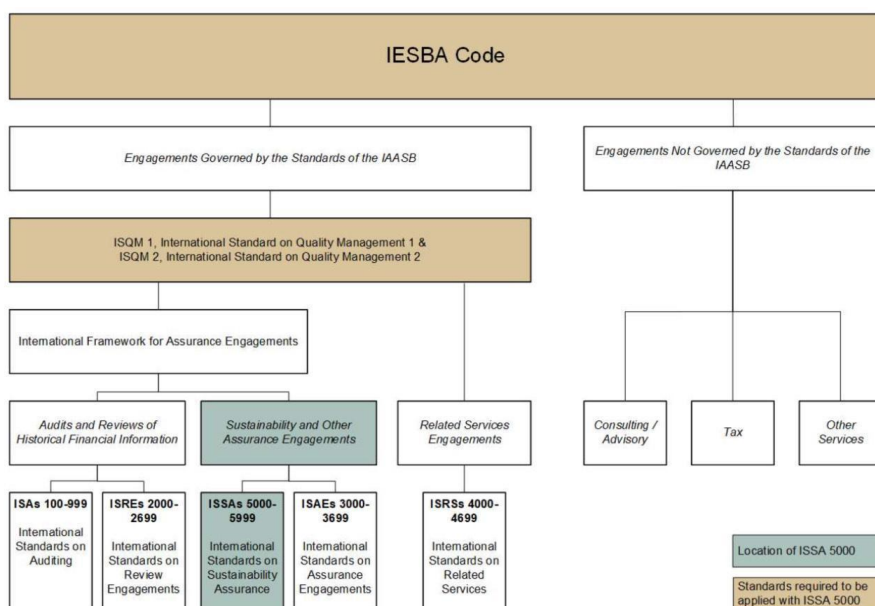 IESBA Code
Engagements Governed by the Standards of the IAASB
Engagements Not Governed by the Standards of the
IAASB
ISQM 1, International Standard on Quality Management 1 &
ISQM 2, International Standard on Quality Management 2
International Framework for Assurance Engagements
Audits and Reviews of
Historical Financial Information
Sustainability and Other
Assurance Engagements
Related Services
Engagements
Consulting /
Advisory
Tax
Other
Services
ISAs 100-999
International
Standards on
Auditing
ISREs 2000-
2699
International
Standards on
Review
Engagements
ISSAs 5000-
5999
International
Standards on
Sustainability
Assurance
ISAEs 3000-
3699
International
Standards on
Assurance
Engagements
ISRSs 4000-
4699
International
Standards on
Related
Services
Location of ISSA 5000
Standards required to be
applied with ISSA 5000